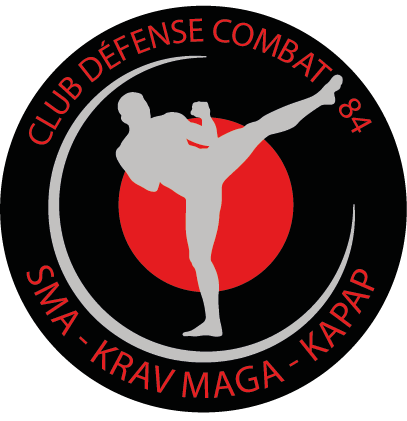 CLUB DÉFENSE COMBAT 84
SMA - KRAV MAGA - KAPAP